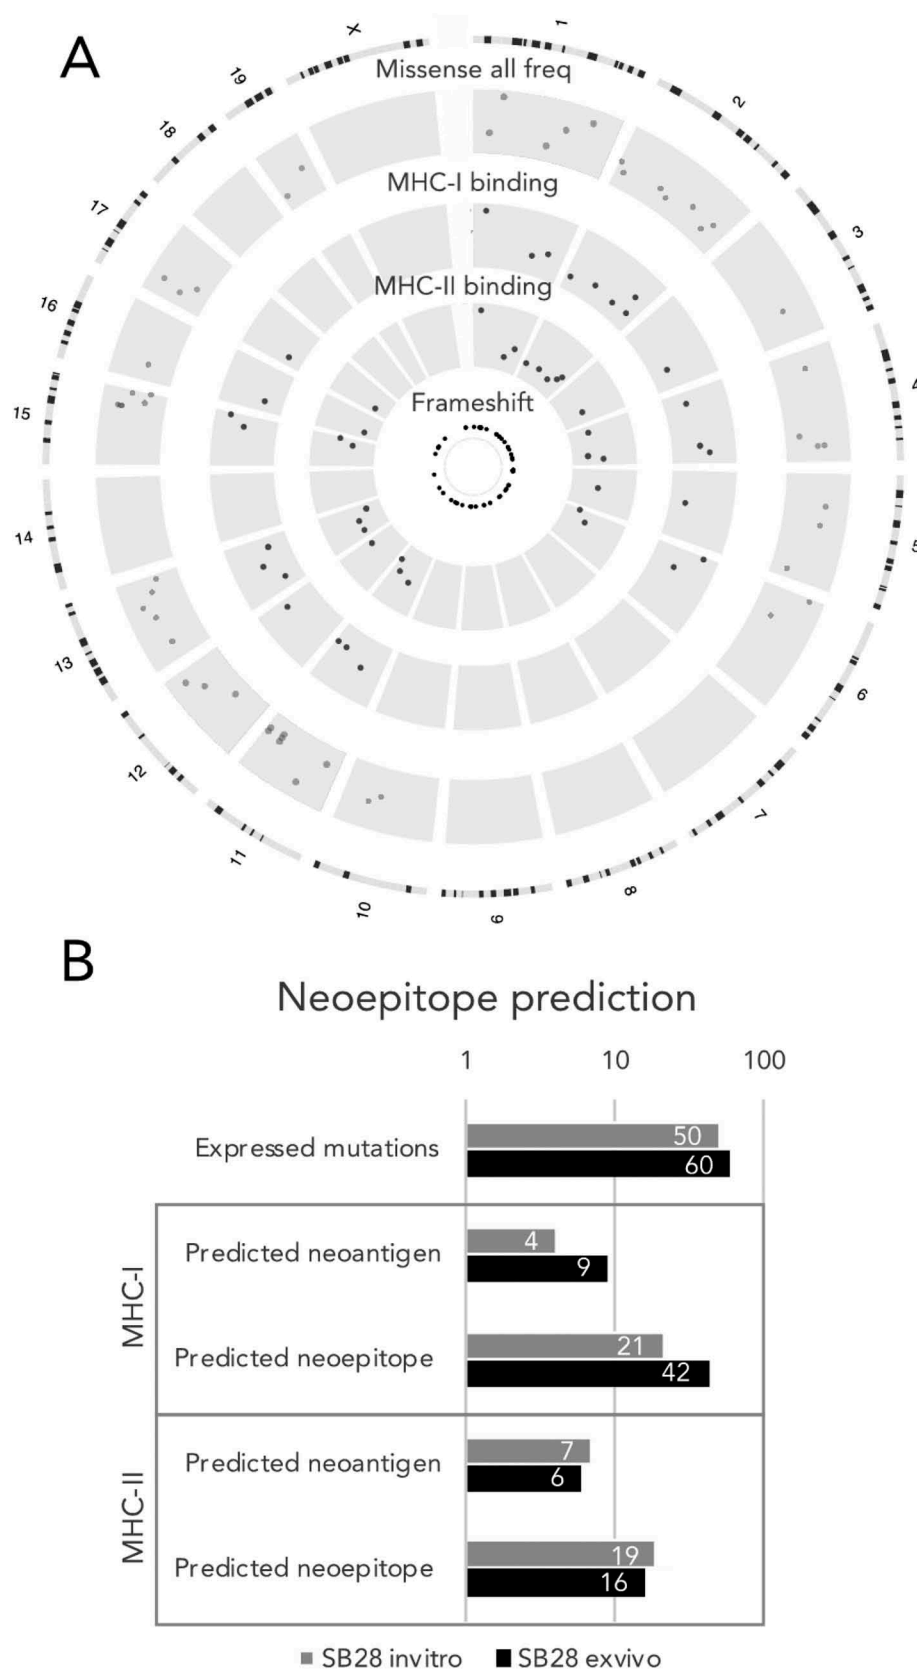 A
Missense all freq
MHC-I binding
MHC-II binding
Frameshift
1
2
3
4
5
6
7
8
9
10
11
12
13
14
15
16
17
18
19
X
B
Neoepitope prediction
1 10 100
Expressed mutations 50
60
MHC-I
Predicted neoantigen 4
9
Predicted neoepitope 21
42
MHC-II
Predicted neoantigen 7
6
Predicted neoepitope 19
16
SB28 invitro SB28 exvivo